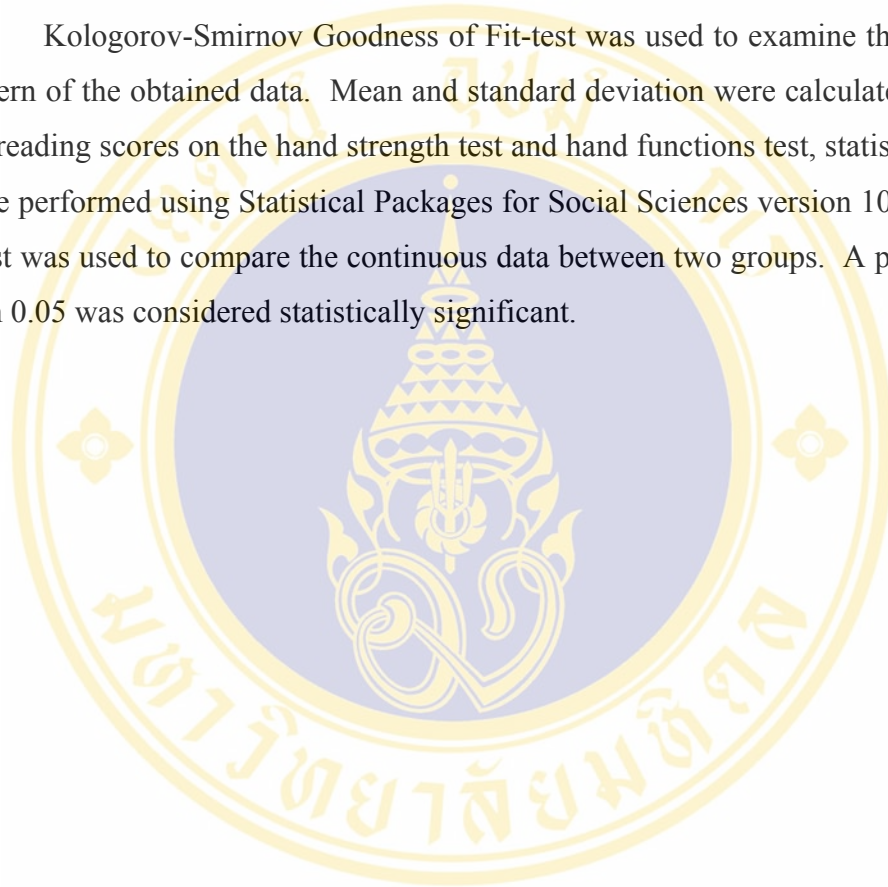 Kologorov-Smirnov Goodness of Fit-test was used to examine th
ern of the obtained data. Mean and standard deviation were calculate
reading scores on the hand strength test and hand functions test, statis
e performed using Statistical Packages for Social Sciences version 10
st was used to compare the continuous data between two groups. A p
n 0.05 was considered statistically significant.
มหาวิทยาลัยมหิดล